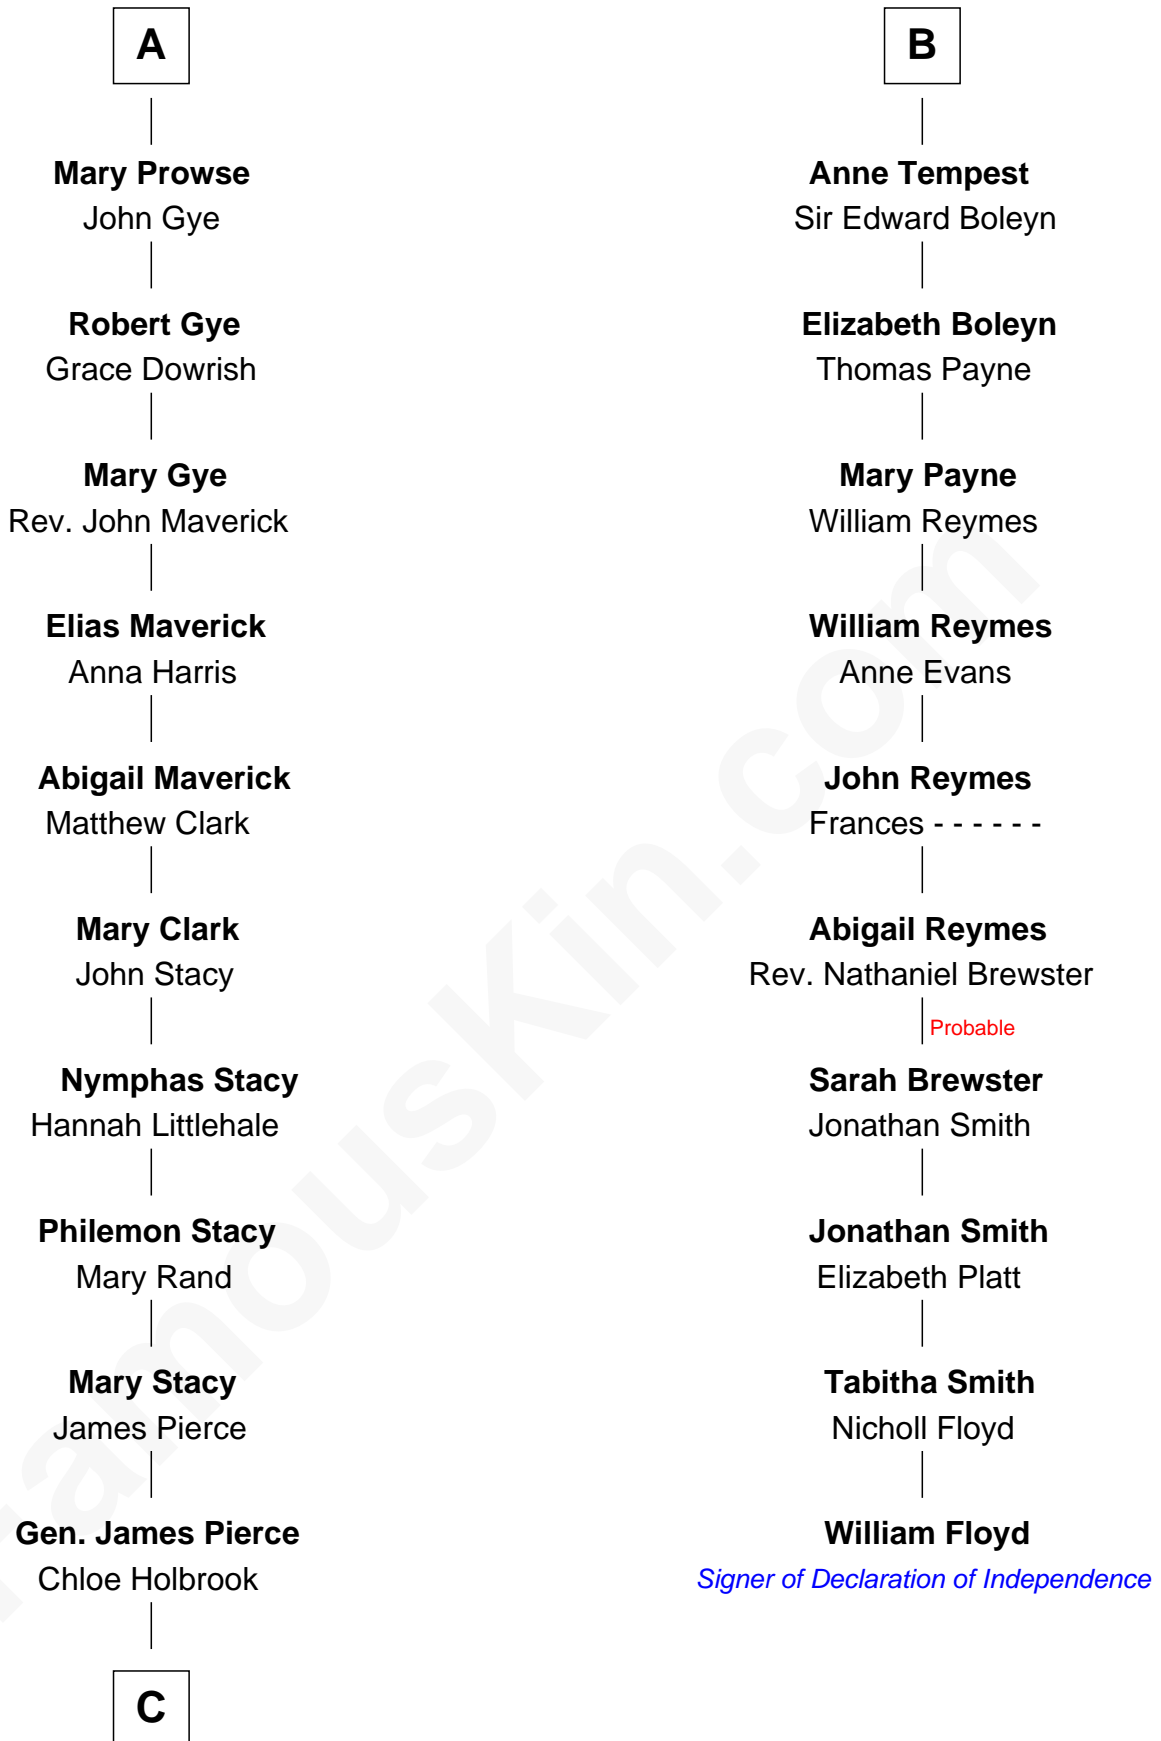 A
Mary Prowse
John Gye
Robert Gye
Grace Dowrish
Mary Gye
Rev. John Maverick
Elias Maverick
Anna Harris
Abigail Maverick
Matthew Clark
Mary Clark
John Stacy
Nymphas Stacy
Hannah Littlehale
Philemon Stacy
Mary Rand
Mary Stacy
James Pierce
Gen. James Pierce
Chloe Holbrook
C
B
Anne Tempest
Sir Edward Boleyn
Elizabeth Boleyn
Thomas Payne
Mary Payne
William Reymes
William Reymes
Anne Evans
John Reymes
Frances - - - - - -
Abigail Reymes
Rev. Nathaniel Brewster
Probable
Sarah Brewster
Jonathan Smith
Jonathan Smith
Elizabeth Platt
Tabitha Smith
Nicholl Floyd
William Floyd
Signer of Declaration of Independence
FamousKin.com